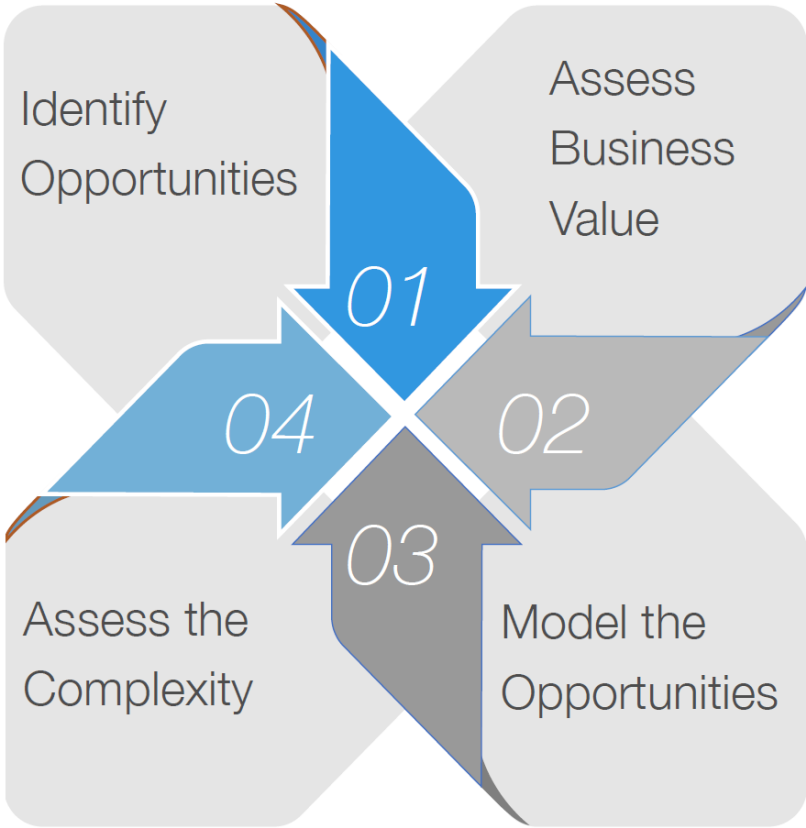 Identify
Opportunities
01
Assess
Business
Value
02
Model the
Opportunities
03
Assess the
Complexity
04